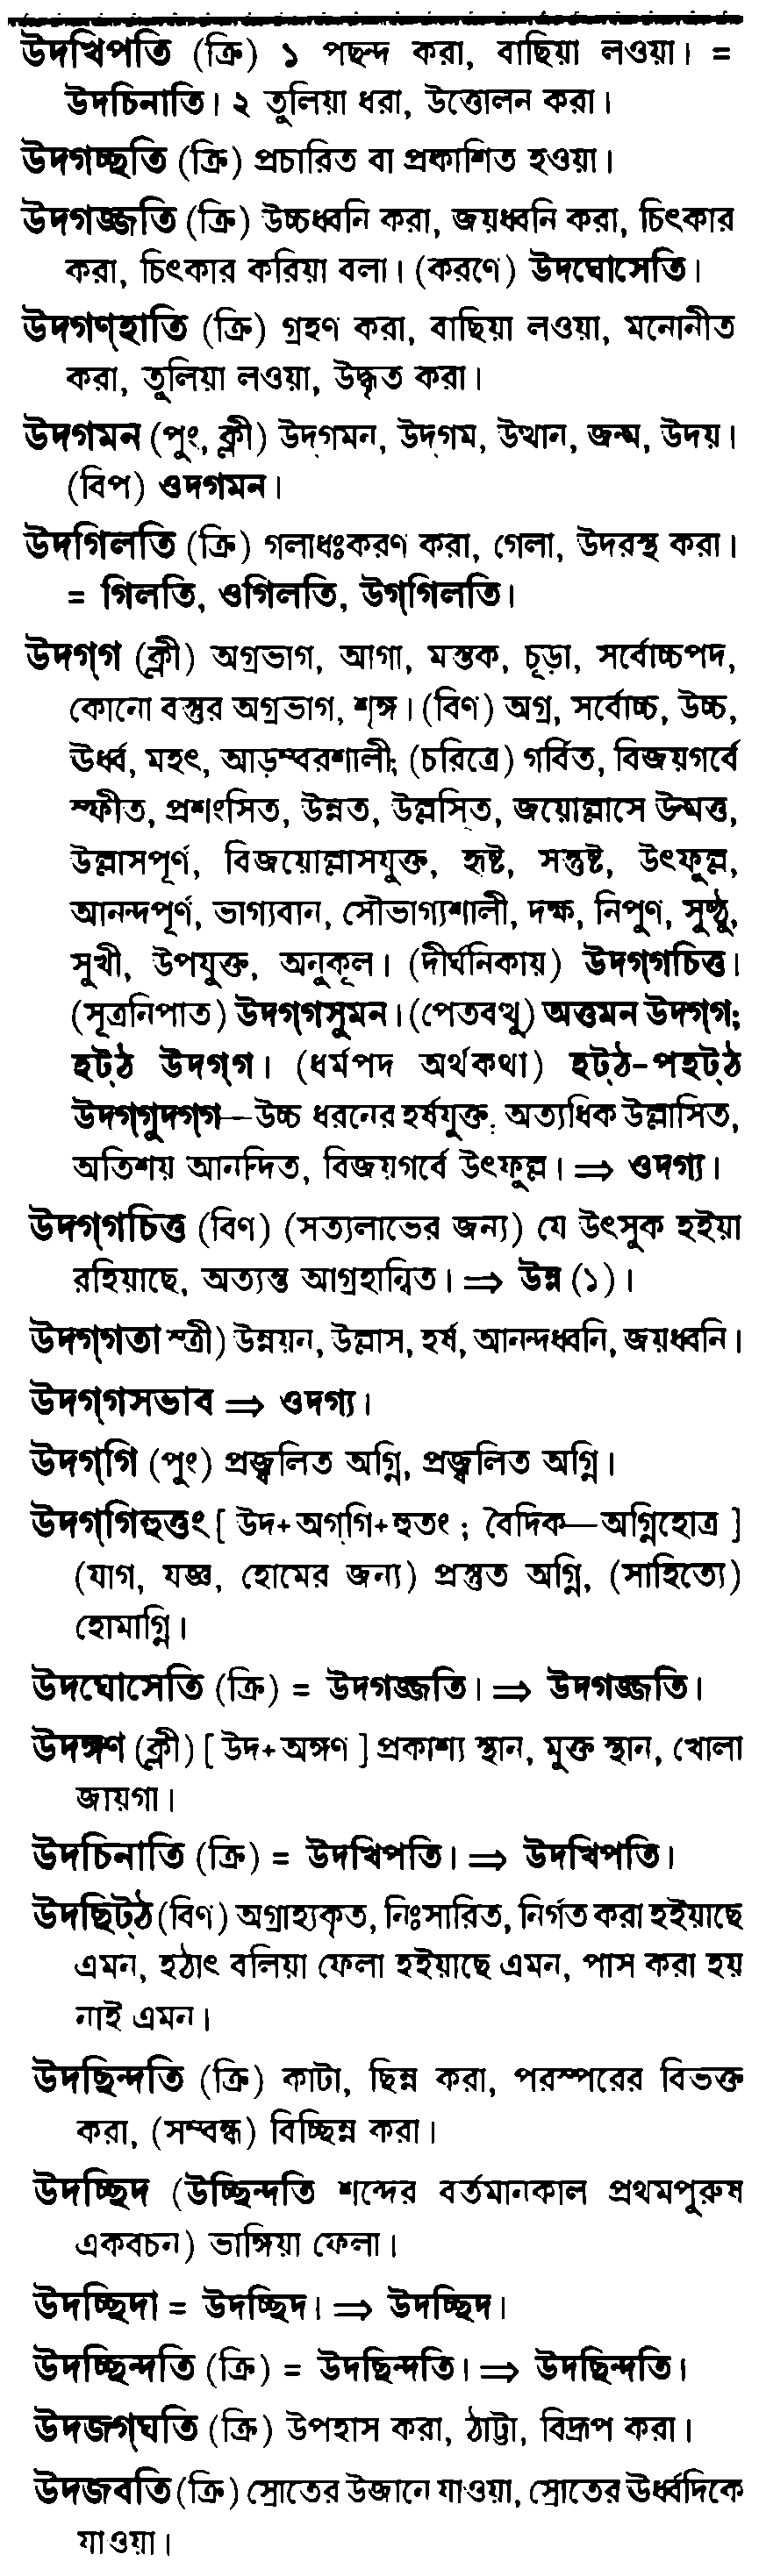 উদখিপতি (ক্রি) ১ পছন্দ করা, বাছিয়া লওয়া। =
উদচিনাতি। ২ তুলিয়া ধরা, উত্তোলন করা।
উদগচ্ছতি (ক্রি) প্রচারিত বা প্রকাশিত হওয়া।
উদগজ্জতি (ক্রি) উচ্চধ্বনি করা, জয়ধ্বনি করা, চিৎকার
করা, চিৎকার করিয়া বলা। (করণে) উদঘোসেতি।
উদগণ্হাতি (ক্রি) গ্রহণ করা, বাছিয়া লওয়া, মনোনীত
করা, তুলিয়া লওয়া, উদ্ধৃত করা।
উদগমন (পুং, ক্লী) উদ্গমন, উদ্গম, উত্থান, জন্ম, উদয়।
(বিপ) ওদগমন।
উদগিলতি (ক্রি) গলাধঃকরণ করা, গেলা, উদরস্থ করা।
= গিলতি, ওগিলতি, উগ্গিলতি।
উদগ্গ (ক্লী) অগ্রভাগ, আগা, মস্তক, চূড়া, সর্বোচ্চপদ,
কোনো বস্তুর অগ্রভাগ, শৃঙ্গ। (বিণ) অগ্র, সর্বোচ্চ, উচ্চ,
ঊর্ধ্ব, মহৎ, আড়ম্বরশালী; (চরিত্রে) গর্বিত, বিজয়গর্বে
স্ফীত, প্রশংসিত, উন্নত, উল্লসিত, জয়োল্লাসে উন্মত্ত,
উল্লাসপূর্ণ, বিজয়োল্লাসযুক্ত, হৃষ্ট, সন্তুষ্ট, উৎফুল্ল,
আনন্দপূর্ণ, ভাগ্যবান, সৌভাগ্যশালী, দক্ষ, নিপুণ, সুষ্ঠু,
সুখী, উপযুক্ত, অনুকূল। (দীর্ঘনিকায়) উদগ্গচিত্ত।
(সূত্রনিপাত) উদগ্গসুমন। (পেতবত্থু) অত্তমন উদগ্গ;
হট্ঠ উদগ্গ। (ধর্মপদ অর্থকথা) হট্ঠ-পহট্ঠ
উদগ্গুদগ্গ—উচ্চ ধরনের হর্ষযুক্ত, অত্যধিক উল্লাসিত,
অতিশয় আনন্দিত, বিজয়গর্বে উৎফুল্ল। ⇒ ওদগ্য।
উদগ্গচিত্ত (বিণ) (সত্যলাভের জন্য) যে উৎসুক হইয়া
রহিয়াছে, অত্যন্ত আগ্রহান্বিত। ⇒ উন্ন (১)।
উদগ্গতা স্ত্রী) উন্নয়ন, উল্লাস, হর্ষ, আনন্দধ্বনি, জয়ধ্বনি।
উদগ্গসভাব ⇒ ওদগ্য।
উদগ্গি (পুং) প্রজ্বলিত অগ্নি, প্রজ্বলিত অগ্নি।
উদগ্গিহুত্তং [ উদ+অগ্গি+হুতং ; বৈদিক—অগ্নিহোত্র ]
(যাগ, যজ্ঞ, হোমের জন্য) প্রস্তুত অগ্নি, (সাহিত্যে)
হোমাগ্নি।
উদঘোসেতি (ক্রি) = উদগজ্জতি। ⇒ উদগজ্জতি।
উদঙ্গণ (ক্লী) [ উদ+অঙ্গণ ] প্রকাশ্য স্থান, মুক্ত স্থান, খোলা
জায়গা।
উদচিনাতি (ক্রি) = উদখিপতি। ⇒ উদখিপতি।
উদছিট্ঠ (বিণ) অগ্রাহ্যকৃত, নিঃসারিত, নির্গত করা হইয়াছে
এমন, হঠাৎ বলিয়া ফেলা হইয়াছে এমন, পাস করা হয়
নাই এমন।
উদছিন্দতি (ক্রি) কাটা, ছিন্ন করা, পরস্পরের বিভক্ত
করা, (সম্বন্ধ) বিচ্ছিন্ন করা।
উদচ্ছিদ (উচ্ছিন্দতি শব্দের বর্তমানকাল প্রথমপুরুষ
একবচন) ভাঙ্গিয়া ফেলা।
উদচ্ছিদা = উদচ্ছিদ। ⇒ উদচ্ছিদ।
উদচ্ছিন্দতি (ক্রি) = উদছিন্দতি। ⇒ উদছিন্দতি।
উদজগ্ঘতি (ক্রি) উপহাস করা, ঠাট্টা, বিদ্রূপ করা।
উদজবতি (ক্রি) স্রোতের উজানে যাওয়া, স্রোতের ঊর্ধ্বদিকে
যাওয়া।